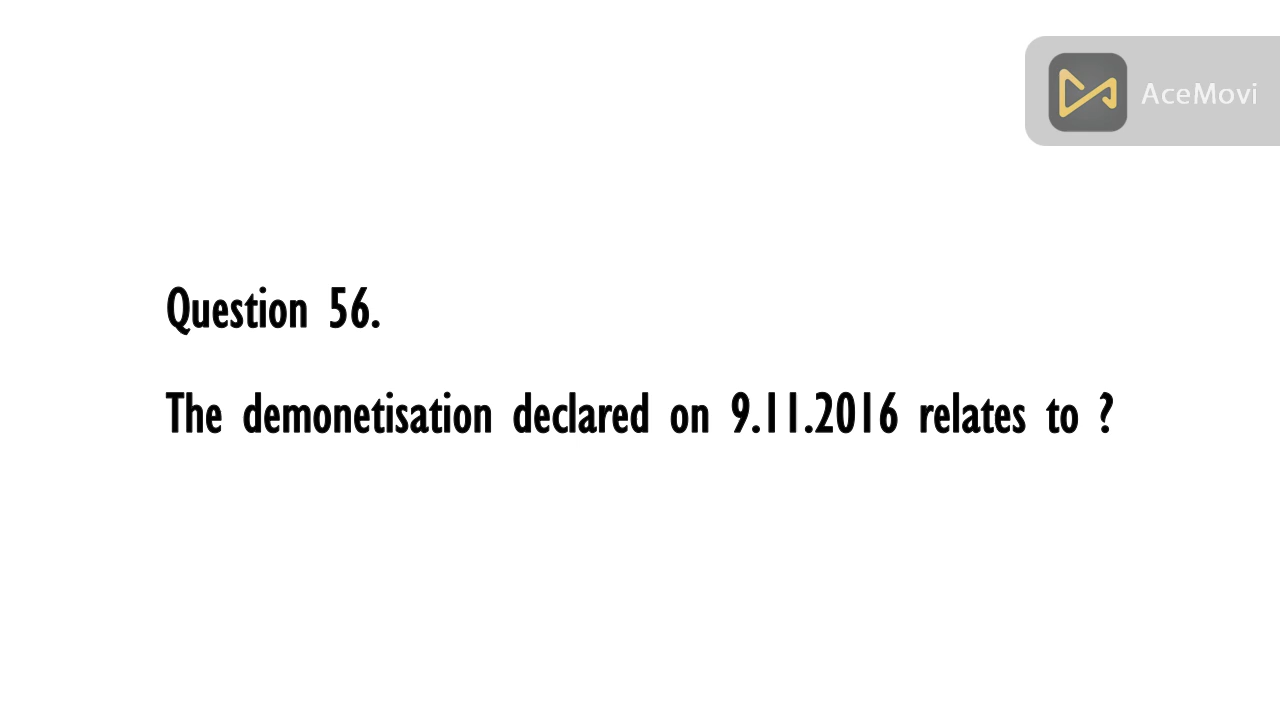 AceMovi
Question 56.
The demonetisation declared on 9.11.2016 relates to ?